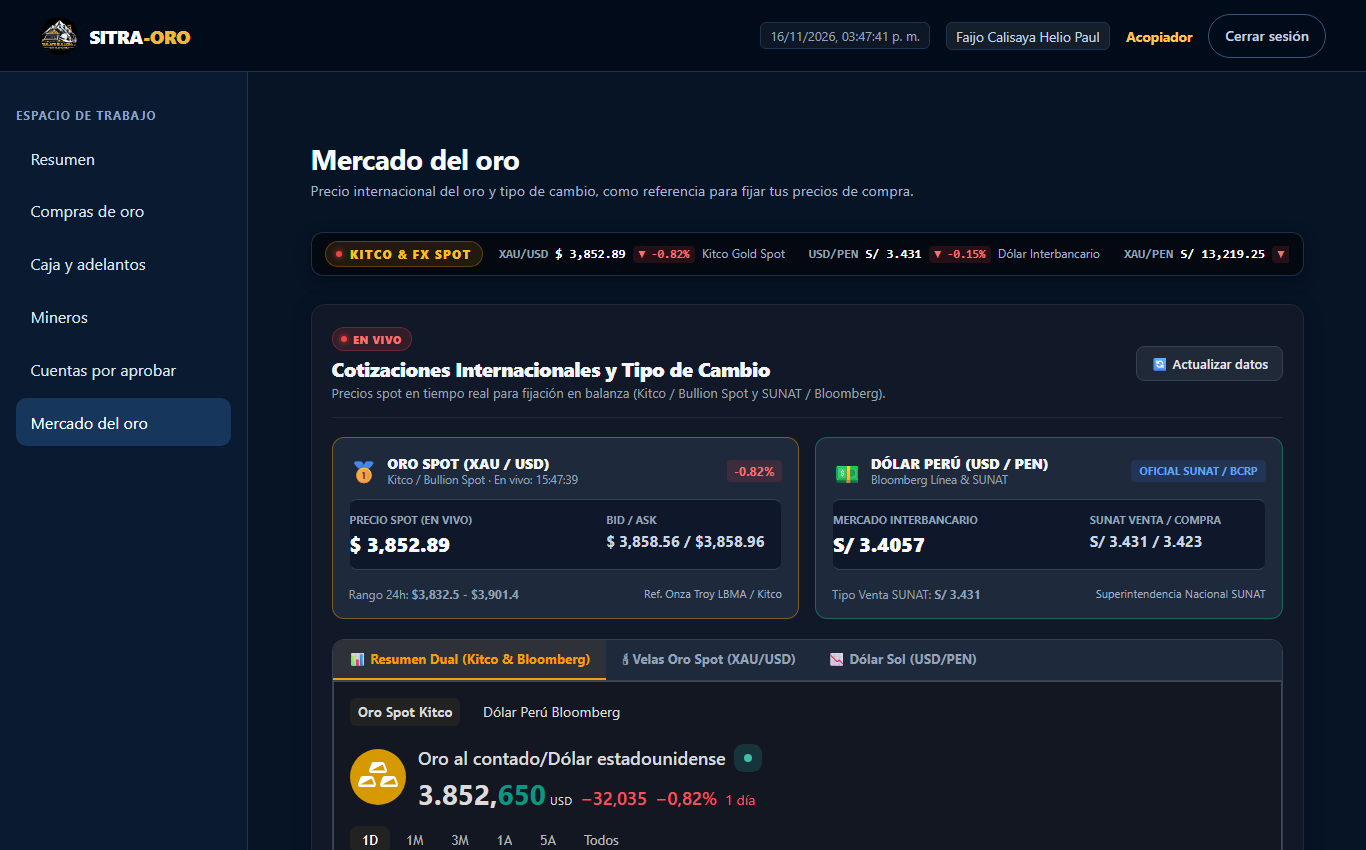 SITRA-ORO
16/11/2026, 03:47:41 p. m.
Faijo Calisaya Helio Paul
Acopiador
Cerrar sesión
ESPACIO DE TRABAJO
Resumen
Compras de oro
Caja y adelantos
Mineros
Cuentas por aprobar
Mercado del oro
Mercado del oro
Precio internacional del oro y tipo de cambio, como referencia para fijar tus precios de compra.
KITCO & FX SPOT XAU/USD $ 3,852.89 ▼ -0.82% Kitco Gold Spot USD/PEN S/ 3.431 ▼ -0.15% Dólar Interbancario XAU/PEN S/ 13,219.25 ▼
EN VIVO
Cotizaciones Internacionales y Tipo de Cambio
Precios spot en tiempo real para fijación en balanza (Kitco / Bullion Spot y SUNAT / Bloomberg).
Actualizar datos
ORO SPOT (XAU / USD)
Kitco / Bullion Spot · En vivo: 15:47:39
-0.82%
PRECIO SPOT (EN VIVO)
$ 3,852.89
BID / ASK
$ 3,858.56 / $3,858.96
Rango 24h: $3,832.5 - $3,901.4
Ref. Onza Troy LBMA / Kitco
DÓLAR PERÚ (USD / PEN)
Bloomberg Línea & SUNAT
OFICIAL SUNAT / BCRP
MERCADO INTERBANCARIO
S/ 3.4057
SUNAT VENTA / COMPRA
S/ 3.431 / 3.423
Tipo Venta SUNAT: S/ 3.431
Superintendencia Nacional SUNAT
Resumen Dual (Kitco & Bloomberg)
Velas Oro Spot (XAU/USD)
Dólar Sol (USD/PEN)
Oro Spot Kitco
Dólar Perú Bloomberg
Oro al contado/Dólar estadounidense
3.852,650 USD −32,035 −0,82% 1 día
1D 1M 3M 1A 5A Todos